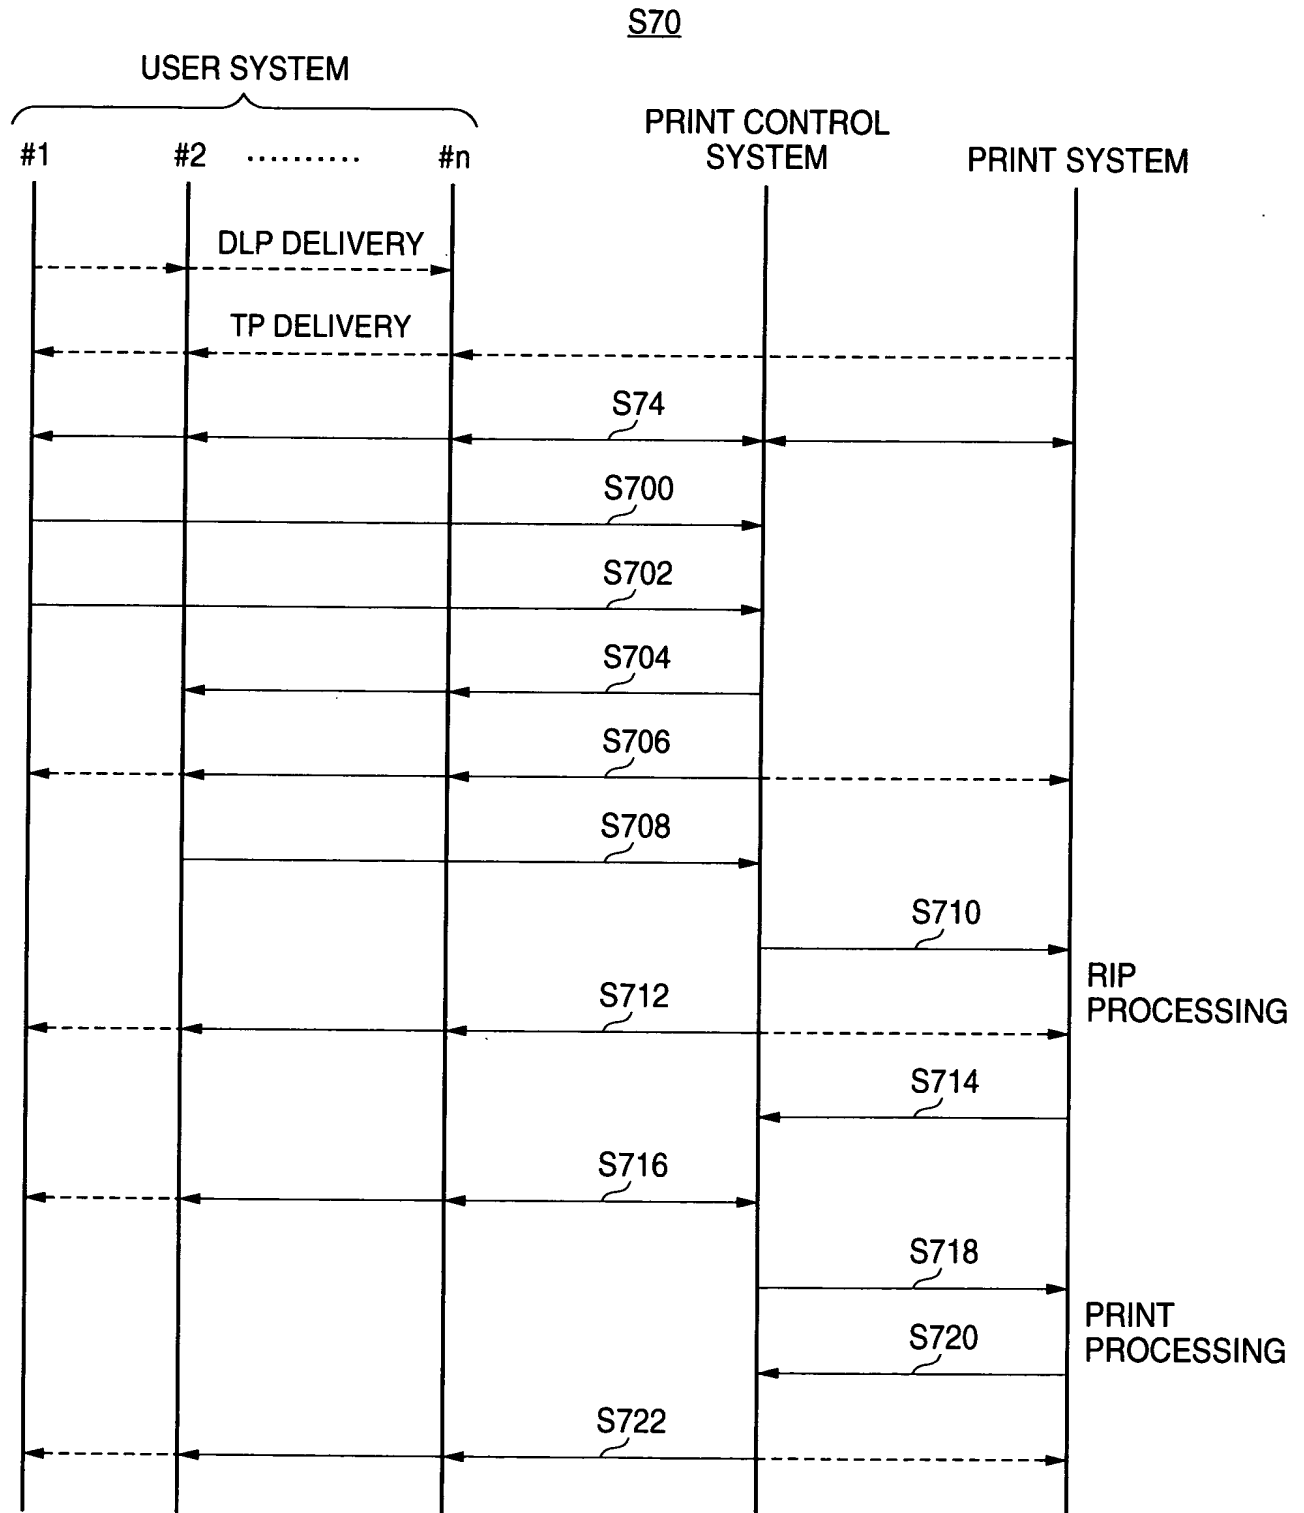 S70
USER SYSTEM
#1
#2
..........
#n
PRINT CONTROL
SYSTEM
PRINT SYSTEM
DLP DELIVERY
TP DELIVERY
S74
S700
S702
S704
S706
S708
S710
RIP
PROCESSING
S712
S714
S716
S718
PRINT
PROCESSING
S720
S722